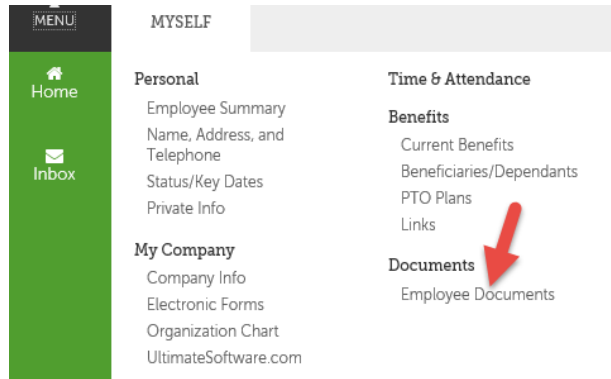 MENU
MYSELF
Home
Inbox
Personal
Employee Summary
Name, Address, and
Telephone
Status/Key Dates
Private Info
My Company
Company Info
Electronic Forms
Organization Chart
UltimateSoftware.com
Time & Attendance
Benefits
Current Benefits
Beneficiaries/Dependants
PTO Plans
Links
Documents
Employee Documents